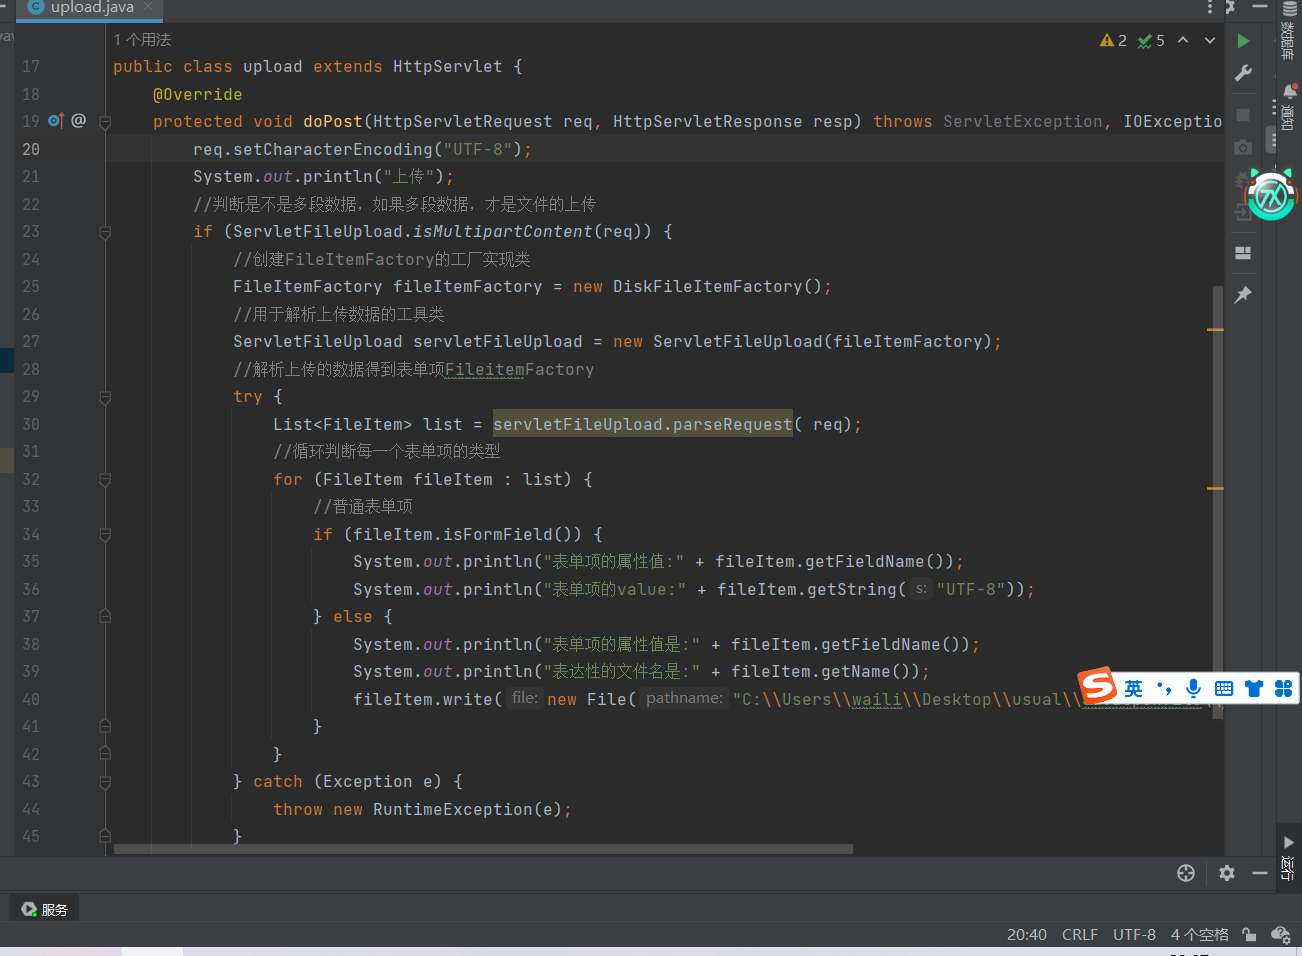 upload.java
1 个用法
2
5
17 public class upload extends HttpServlet {
18 @Override
19 @ protected void doPost(HttpServletRequest req, HttpServletResponse resp) throws ServletException, IOExceptio
20 req.setCharacterEncoding("UTF-8");
21 System.out.println("上传");
22 //判断是不是多段数据，如果多段数据，才是文件的上传
23 if (ServletFileUpload.isMultipartContent(req)) {
24 //创建FileItemFactory的工厂实现类
25 FileItemFactory fileItemFactory = new DiskFileItemFactory();
26 //用于解析上传数据的工具类
27 ServletFileUpload servletFileUpload = new ServletFileUpload(fileItemFactory);
28 //解析上传的数据得到表单项FileitemFactory
29 try {
30 List<FileItem> list = servletFileUpload.parseRequest( req);
31 //循环判断每一个表单项的类型
32 for (FileItem fileItem : list) {
33 //普通表单项
34 if (fileItem.isFormField()) {
35 System.out.println("表单项的属性值:" + fileItem.getFieldName());
36 System.out.println("表单项的value:" + fileItem.getString( s: "UTF-8"));
37 } else {
38 System.out.println("表单项的属性值是:" + fileItem.getFieldName());
39 System.out.println("表达性的文件名是:" + fileItem.getName());
40 fileItem.write( file: new File( pathname: "C:\\Users\\waili\\Desktop\\usual\\
41 }
42 }
43 } catch (Exception e) {
44 throw new RuntimeException(e);
45 }
数据库
通知
英
运行
服务
20:40 CRLF UTF-8 4 个空格